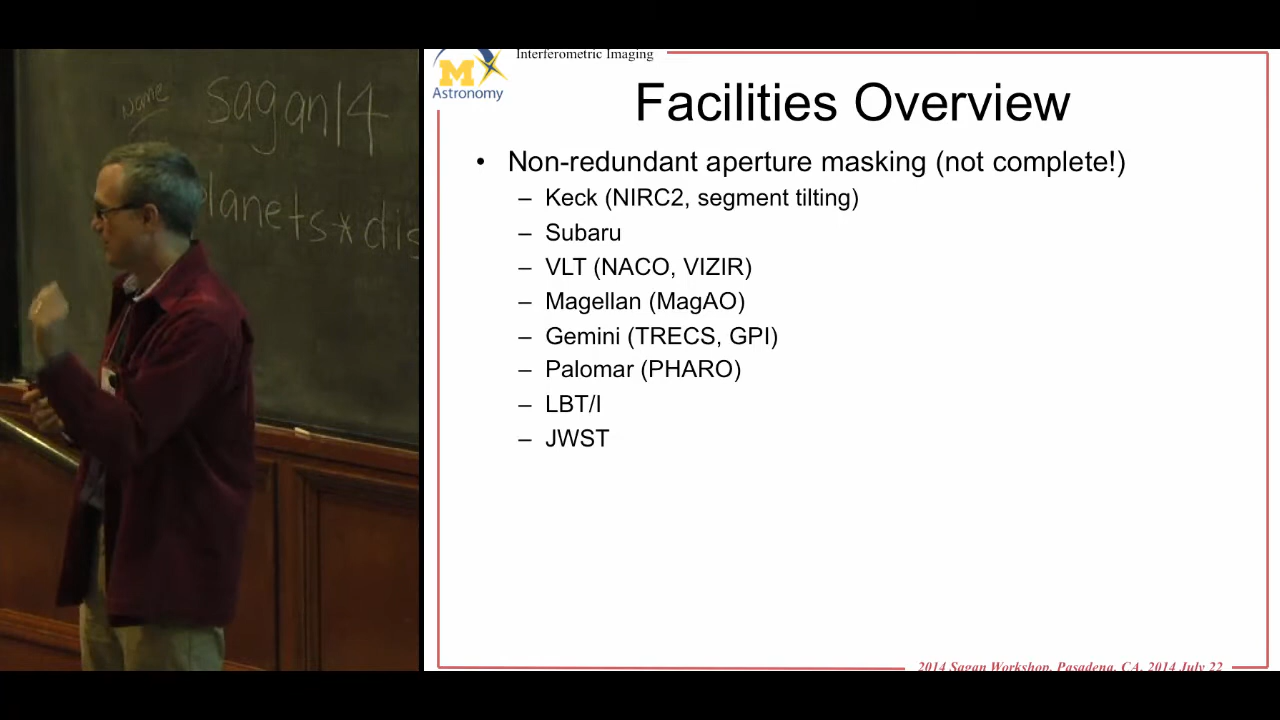 Name
sagan14
planets*dis
Interferometric Imaging
M
Astronomy
Facilities Overview
• Non-redundant aperture masking (not complete!)
– Keck (NIRC2, segment tilting)
– Subaru
– VLT (NACO, VIZIR)
– Magellan (MagAO)
– Gemini (TRECS, GPI)
– Palomar (PHARO)
– LBT/I
– JWST
2014 Sagan Workshop, Pasadena, CA, 2014 July 22